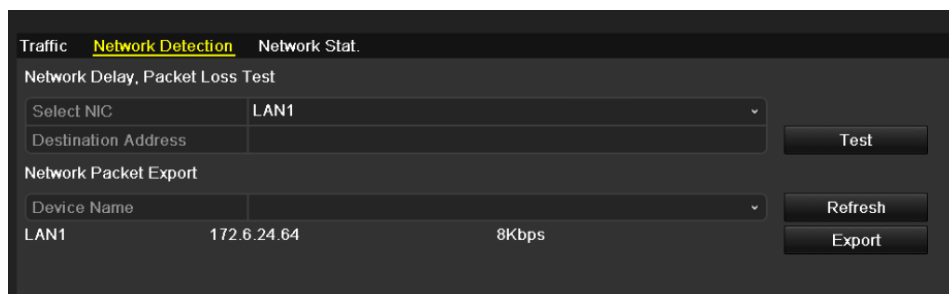 Traffic Network Detection Network Stat.
Network Delay, Packet Loss Test
Select NIC LAN1
Destination Address Test
Network Packet Export
Device Name Refresh
LAN1 172.6.24.64 8Kbps Export